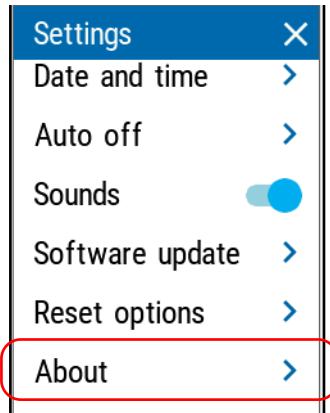 Settings
Date and time
Auto off
Sounds
Software update
Reset options
About